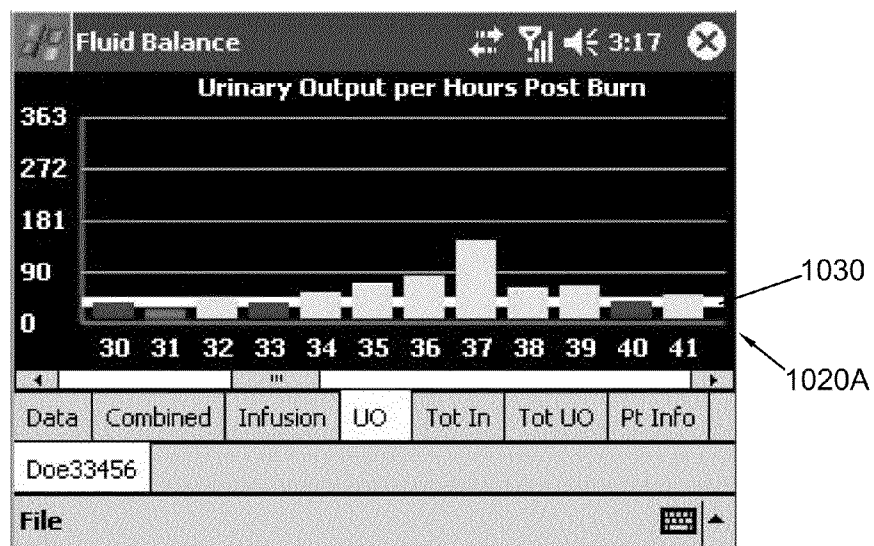 Fluid Balance 3:17
Urinary Output per Hours Post Burn
363
272
181
90
0
30 31 32 33 34 35 36 37 38 39 40 41
1030
1020A
Data Combined Infusion UO Tot In Tot UO Pt Info
Doe33456
File